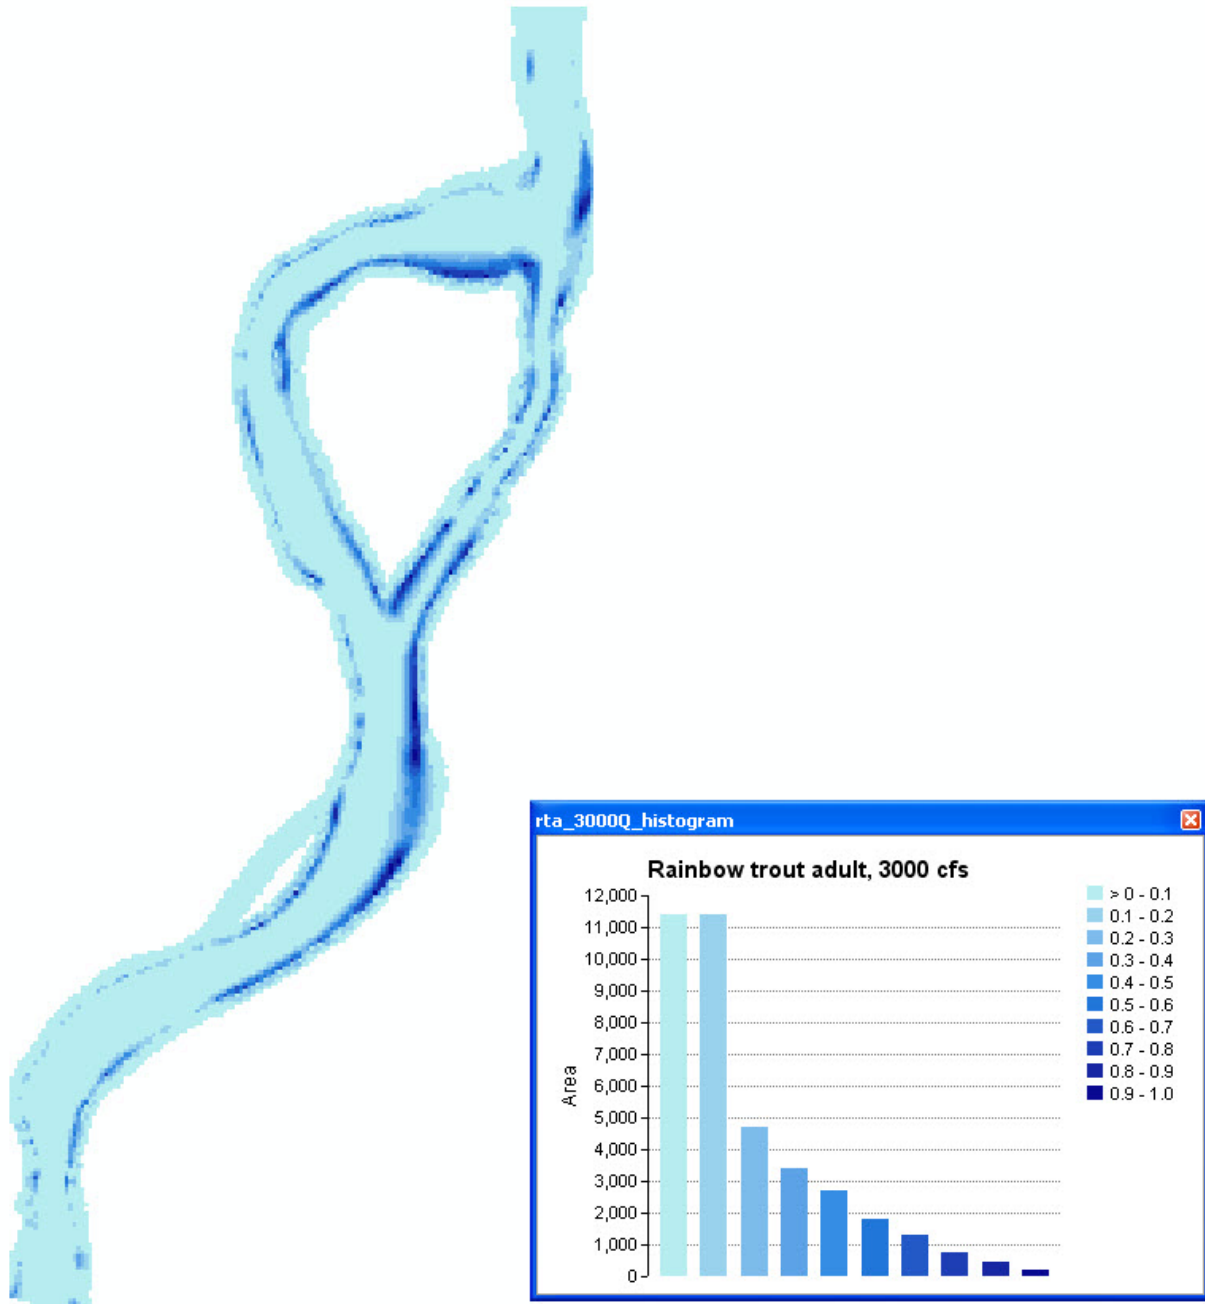 rta_3000Q_histogram
Rainbow trout adult, 3000 cfs
12,000
11,000
10,000
9,000
8,000
7,000
6,000
5,000
4,000
3,000
2,000
1,000
0
Area
> 0 - 0.1
0.1 - 0.2
0.2 - 0.3
0.3 - 0.4
0.4 - 0.5
0.5 - 0.6
0.6 - 0.7
0.7 - 0.8
0.8 - 0.9
0.9 - 1.0